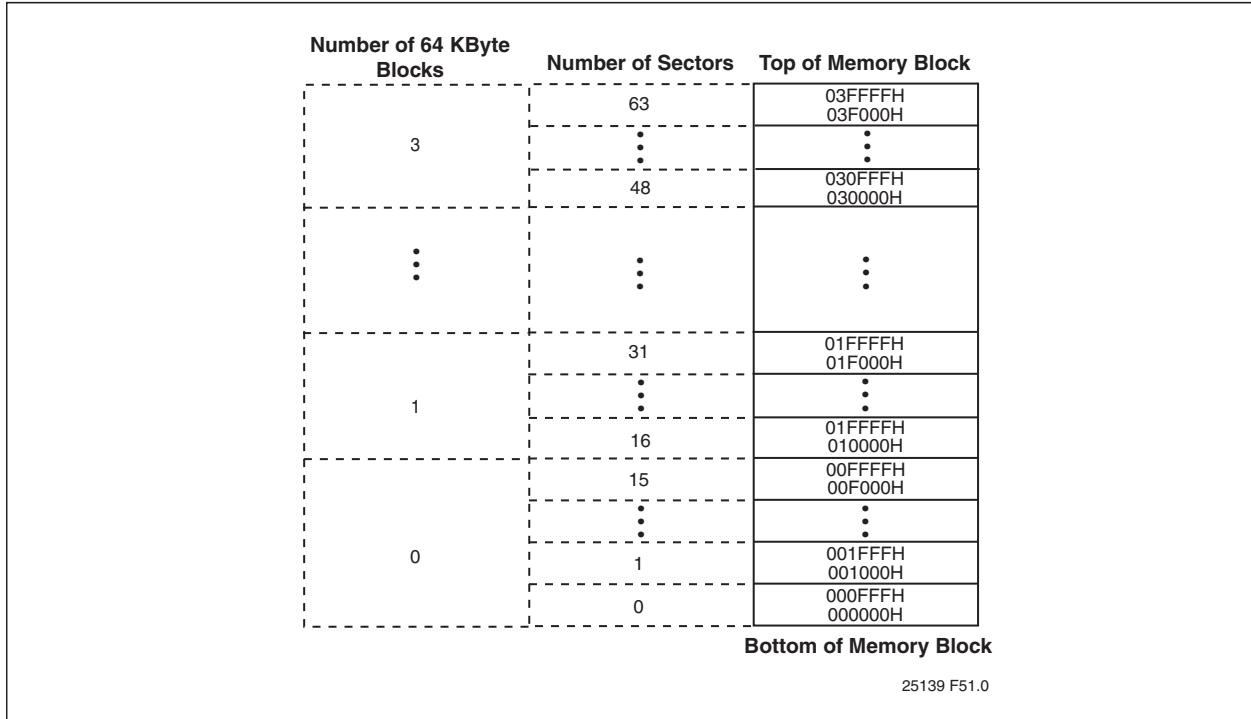 Number of 64 KByte
Blocks
Number of Sectors
Top of Memory Block
3
63
03FFFFH
03F000H
48
030FFFH
030000H
1
31
01FFFFH
01F000H
16
01FFFFH
010000H
0
15
00FFFFH
00F000H
1
001FFFH
001000H
0
000FFFH
000000H
Bottom of Memory Block
25139 F51.0